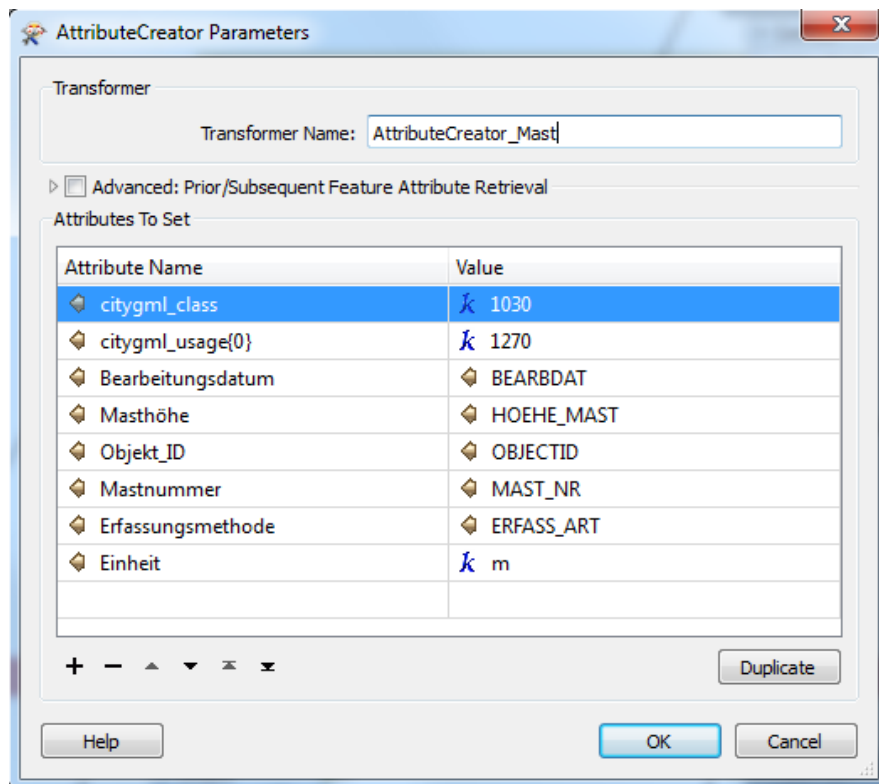 AttributeCreator Parameters
Transformer
Transformer Name: AttributeCreator_Mast
Advanced: Prior/Subsequent Feature Attribute Retrieval
Attributes To Set
Attribute Name Value
citygml_class k 1030
citygml_usage{0} k 1270
Bearbeitungsdatum BEARBDAT
Masthöhe HOEHE_MAST
Objekt_ID OBJECTID
Mastnummer MAST_NR
Erfassungsmethode ERFASS_ART
Einheit k m
Duplicate
Help OK Cancel